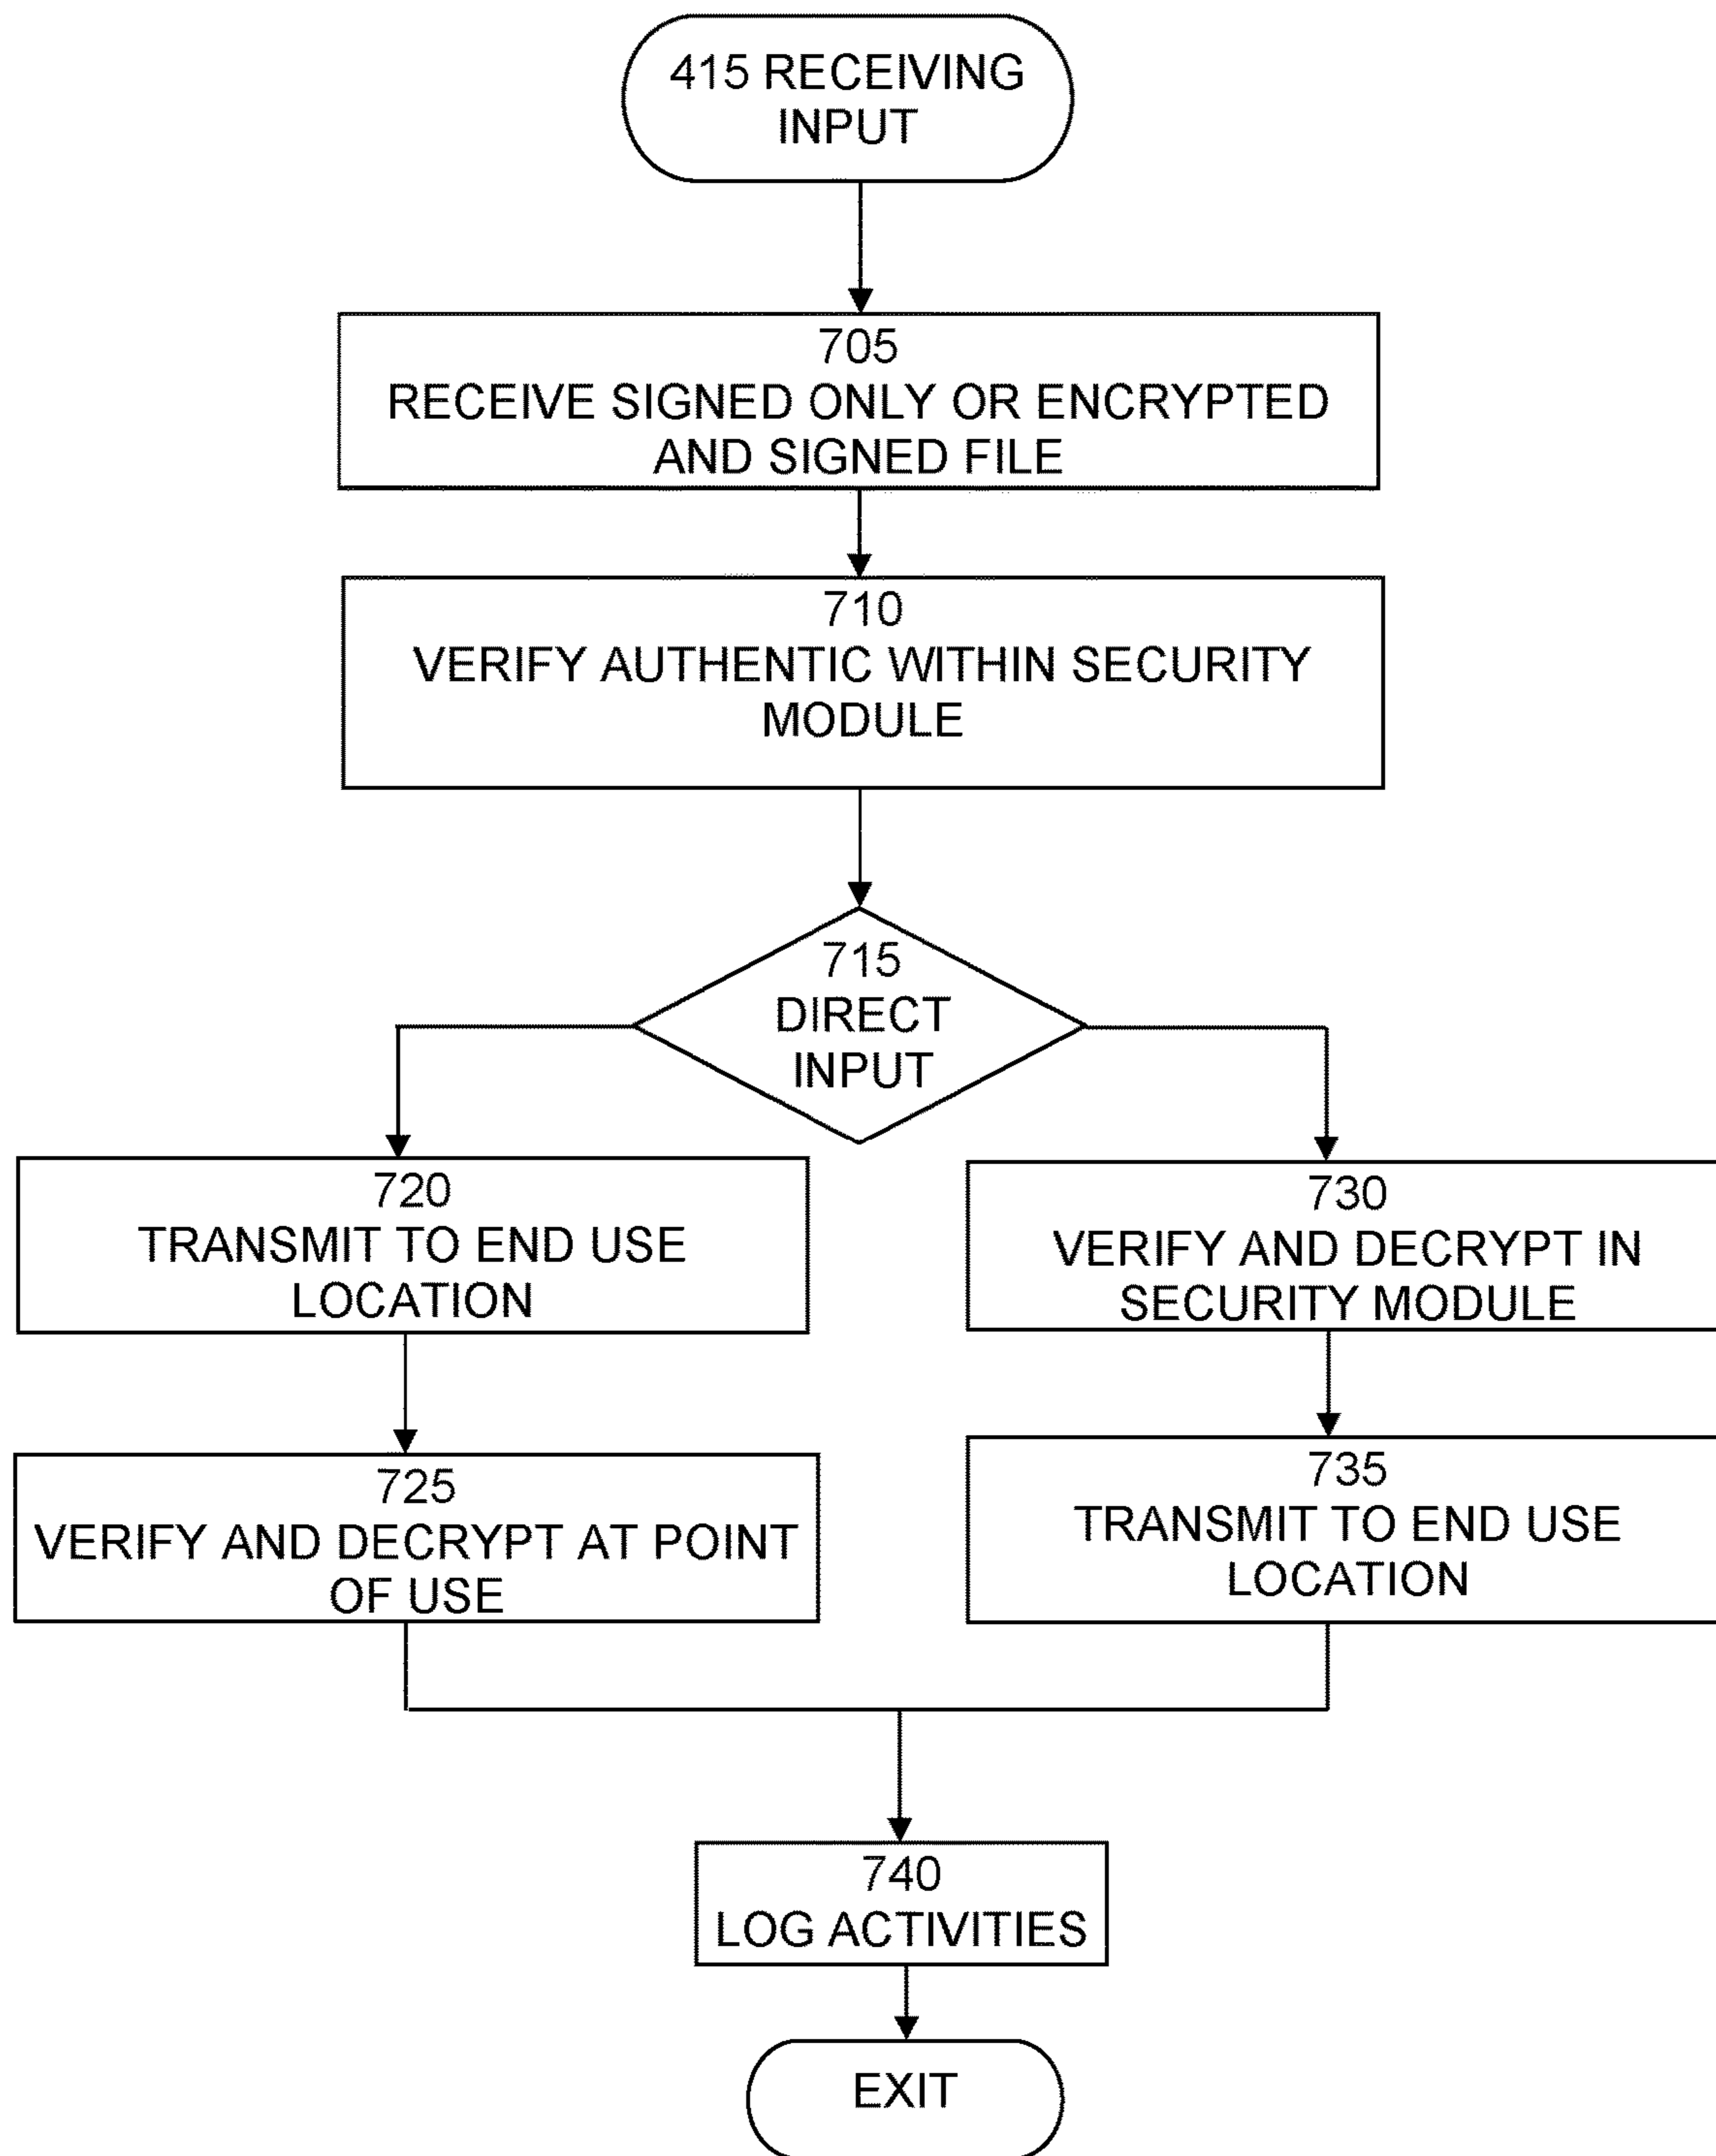 415 RECEIVING
INPUT
705
RECEIVE SIGNED ONLY OR ENCRYPTED
AND SIGNED FILE
710
VERIFY AUTHENTIC WITHIN SECURITY
MODULE
715
DIRECT
INPUT
720
TRANSMIT TO END USE
LOCATION
730
VERIFY AND DECRYPT IN
SECURITY MODULE
725
VERIFY AND DECRYPT AT POINT
OF USE
735
TRANSMIT TO END USE
LOCATION
740
LOG ACTIVITIES
EXIT